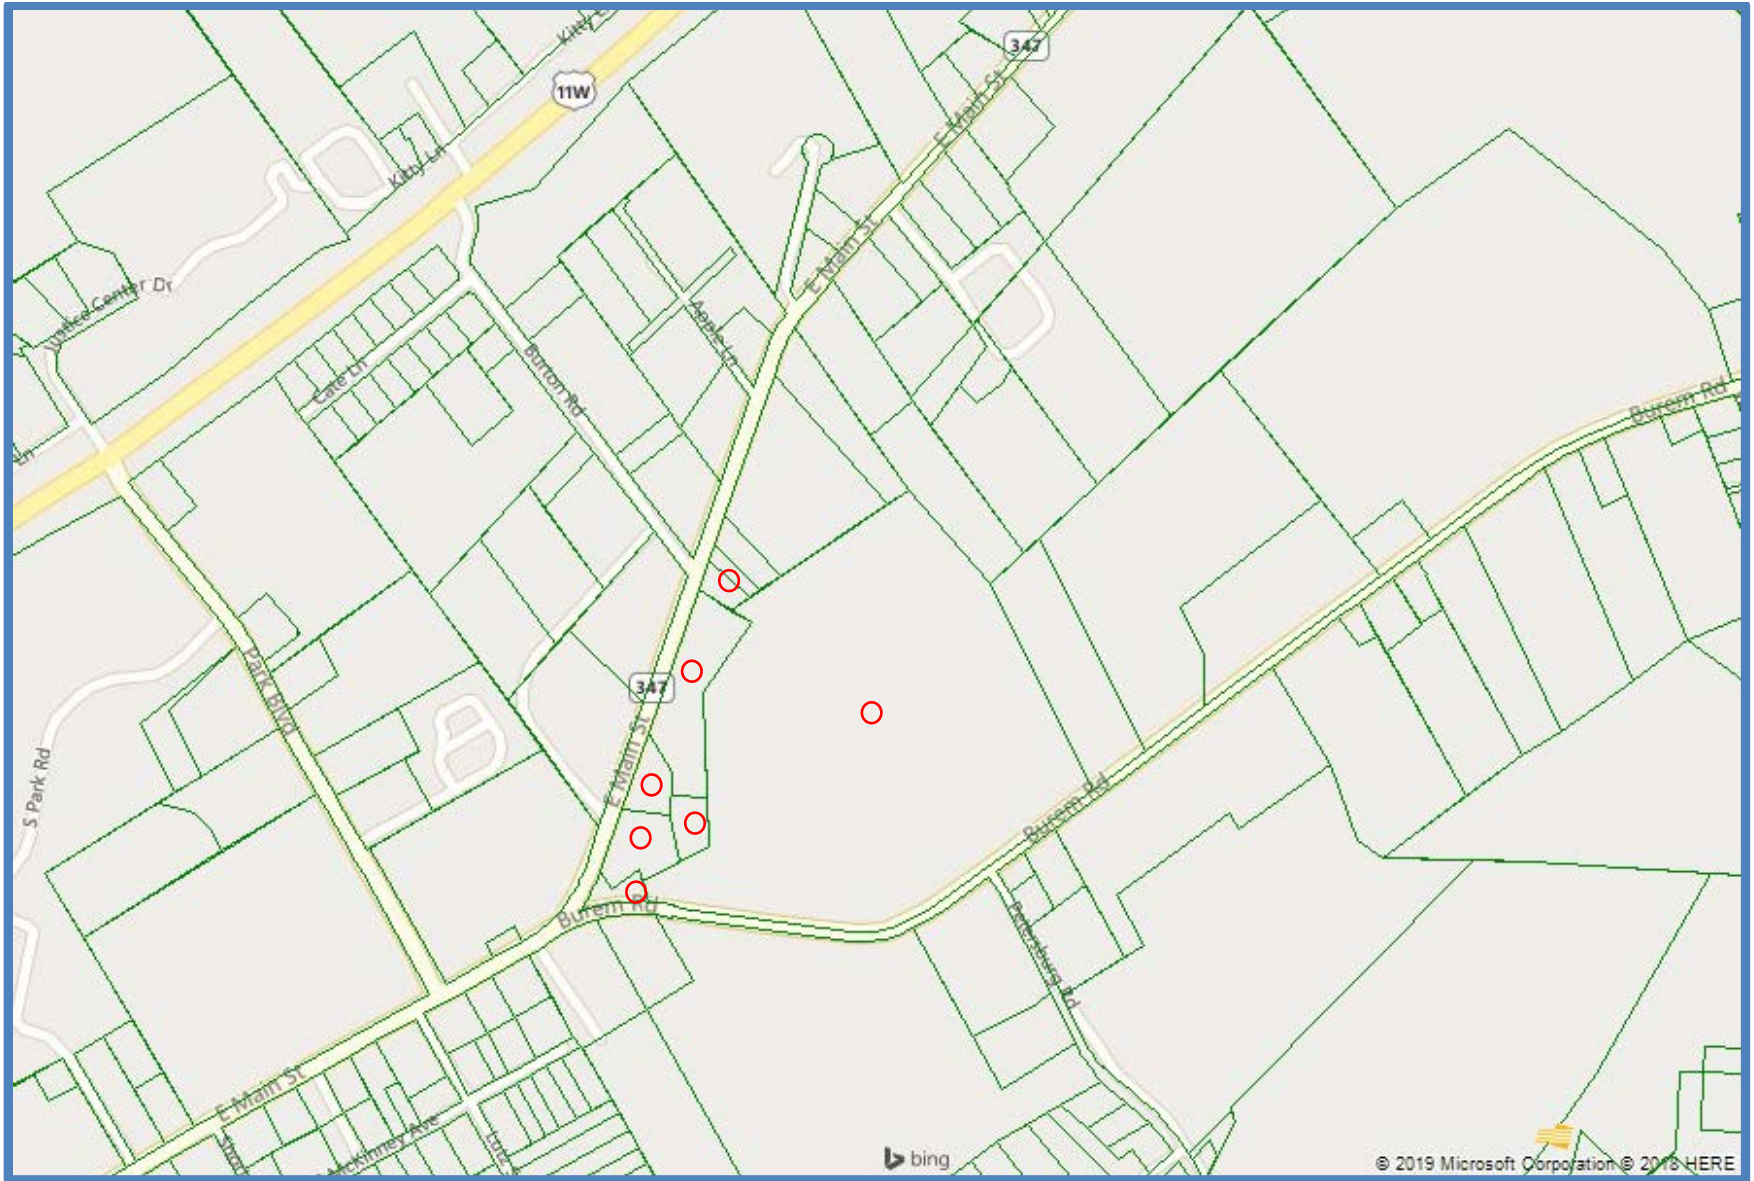 Kitty
347
11W
E Main St
Kitty Ln
E Main St
Justice Center Dr
Apple Ln
Cate Ln
Burton Rd
Burem Rd
Ln
Park Blvd
347
E Main St
S Park Rd
Burem Rd
Burem Rd
Petersburg Rd
E Main St
McKinney Ave
Lutz
bing
© 2019 Microsoft Corporation © 2018 HERE